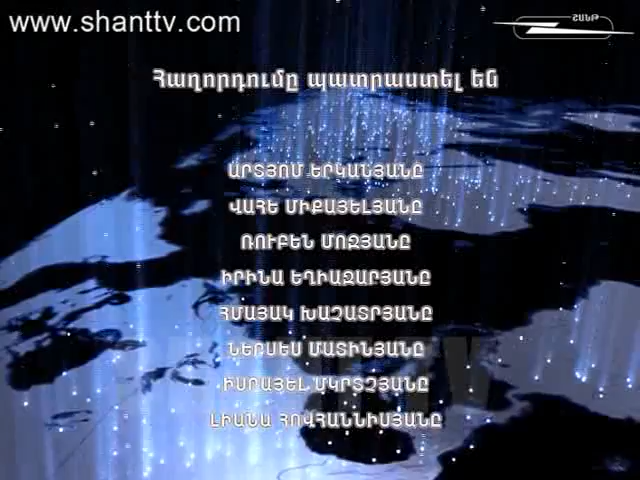 www.shanttv.com
ՇԱՆԹ
Հաղորդումը պատրաստել են
ԱՐՏՅՈՄ ԵՐԿԱՆՅԱՆԸ
ՎԱՀԵ ՄԻՔԱՅԵԼՅԱՆԸ
ՌՈՒԲԵՆ ՄՈԶՅԱՆԸ
ԻՐԻՆԱ ԵՂԻԱԶԱՐՅԱՆԸ
ՀՄԱՅԱԿ ԽԱՉԱՏՐՅԱՆԸ
ՆԵՐՍԵՍ ՄԱՏԻՆՅԱՆԸ
ԻՍՐԱՅԵԼ ՄԿՐՏՉՅԱՆԸ
ԼԻԱՆԱ ՀՈՎՀԱՆՆԻՍՅԱՆԸ